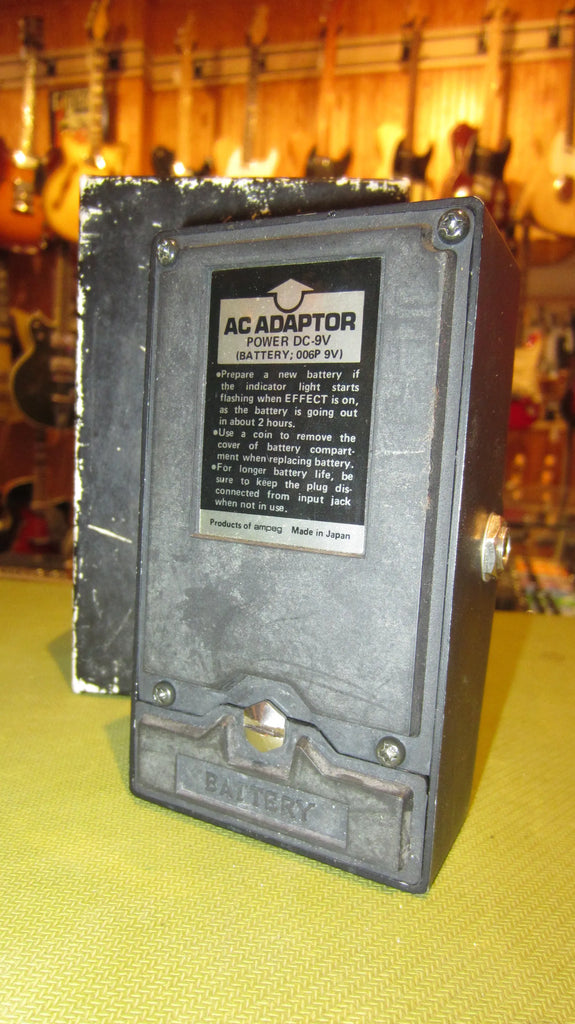 AC ADAPTOR
POWER DC-9V
(BATTERY; 006P 9V)
●Prepare a new battery if
the indicator light starts
flashing when EFFECT is on,
as the battery is going out
in about 2 hours.
●Use a coin to remove the
cover of battery compart-
ment when replacing battery.
●For longer battery life, be
sure to keep the plug dis-
connected from input jack
when not in use.
Products of ampeg Made in Japan
BATTERY